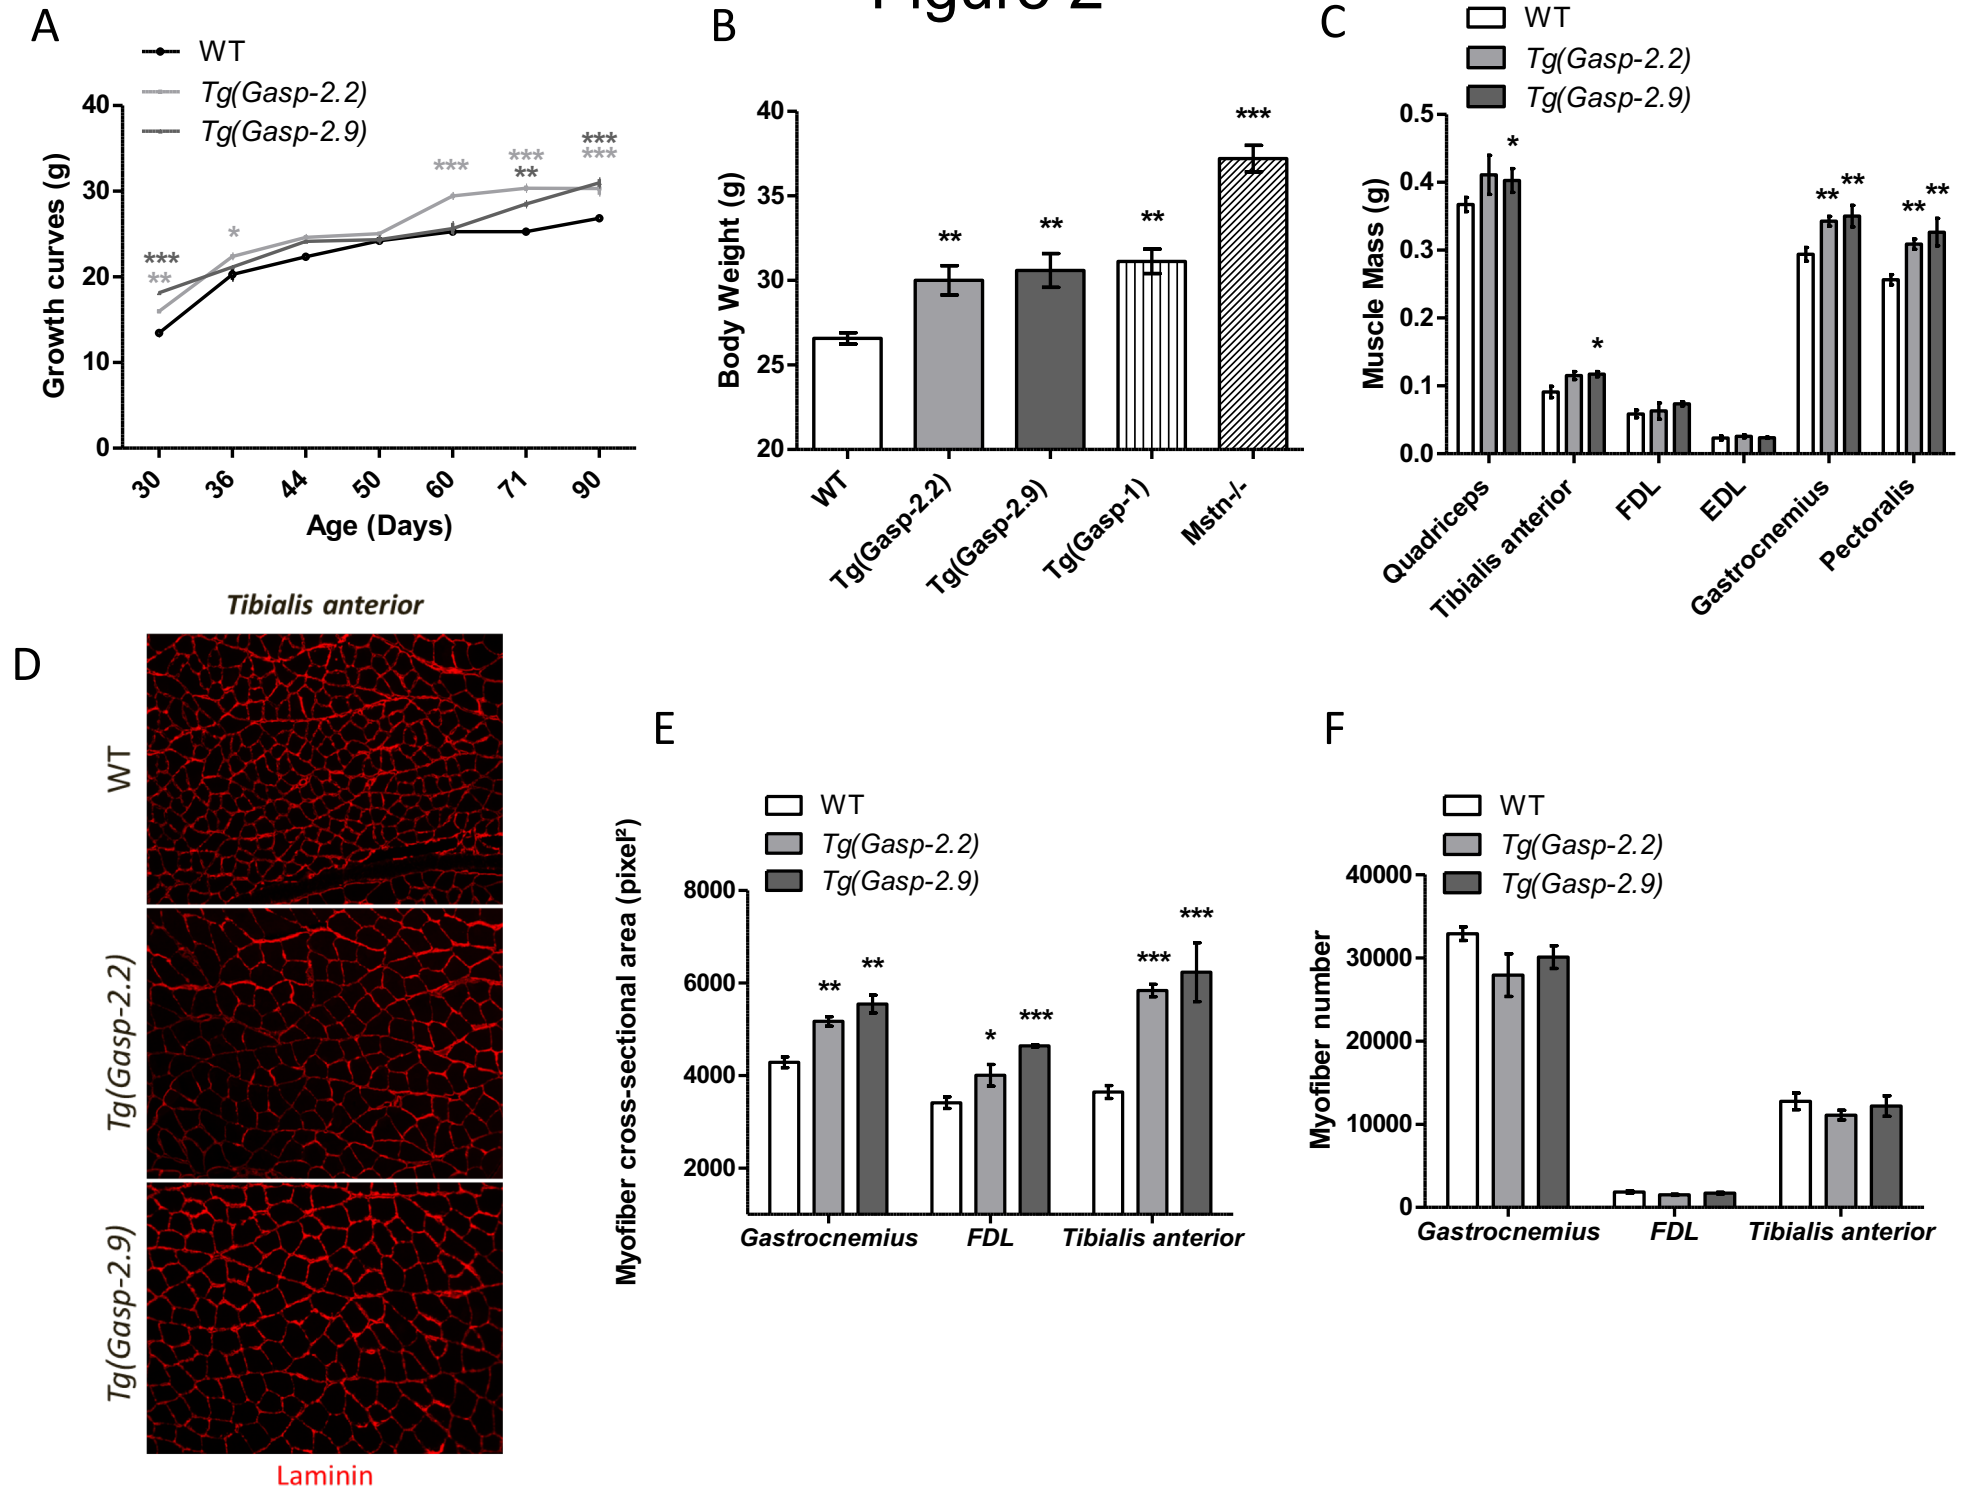 Figure 2
A
WT
Tg(Gasp-2.2)
Tg(Gasp-2.9)
Growth curves (g)
40
30
20
10
0
***
**
*
***
***
**
***
***
30
36
44
50
60
71
90
Age (Days)
B
Body Weight (g)
40
35
30
25
20
**
**
**
***
WT
Tg(Gasp-2.2)
Tg(Gasp-2.9)
Tg(Gasp-1)
Mstn-/-
C
WT
Tg(Gasp-2.2)
Tg(Gasp-2.9)
Muscle Mass (g)
0.5
0.4
0.3
0.2
0.1
0.0
*
*
**
**
**
**
Quadriceps
Tibialis anterior
FDL
EDL
Gastrocnemius
Pectoralis
D
Tibialis anterior
WT
Tg(Gasp-2.2)
Tg(Gasp-2.9)
Laminin
E
WT
Tg(Gasp-2.2)
Tg(Gasp-2.9)
Myofiber cross-sectional area (pixel²)
8000
6000
4000
2000
**
**
*
***
***
***
Gastrocnemius
FDL
Tibialis anterior
F
WT
Tg(Gasp-2.2)
Tg(Gasp-2.9)
Myofiber number
40000
30000
20000
10000
0
Gastrocnemius
FDL
Tibialis anterior